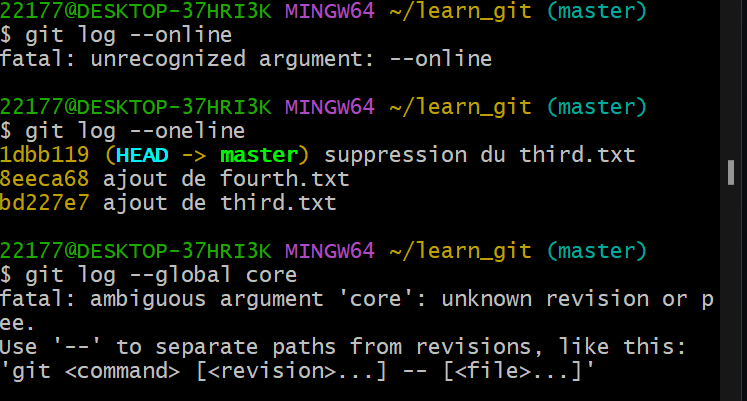 22177@DESKTOP-37HRI3K MINGW64 ~/learn_git (master)
$ git log --online
fatal: unrecognized argument: --online
22177@DESKTOP-37HRI3K MINGW64 ~/learn_git (master)
$ git log --oneline
1dbb119 (HEAD -> master) suppression du third.txt
8eeca68 ajout de fourth.txt
bd227e7 ajout de third.txt
22177@DESKTOP-37HRI3K MINGW64 ~/learn_git (master)
$ git log --global core
fatal: ambiguous argument 'core': unknown revision or p
ee.
Use '--' to separate paths from revisions, like this:
'git <command> [<revision>...] -- [<file>...]'